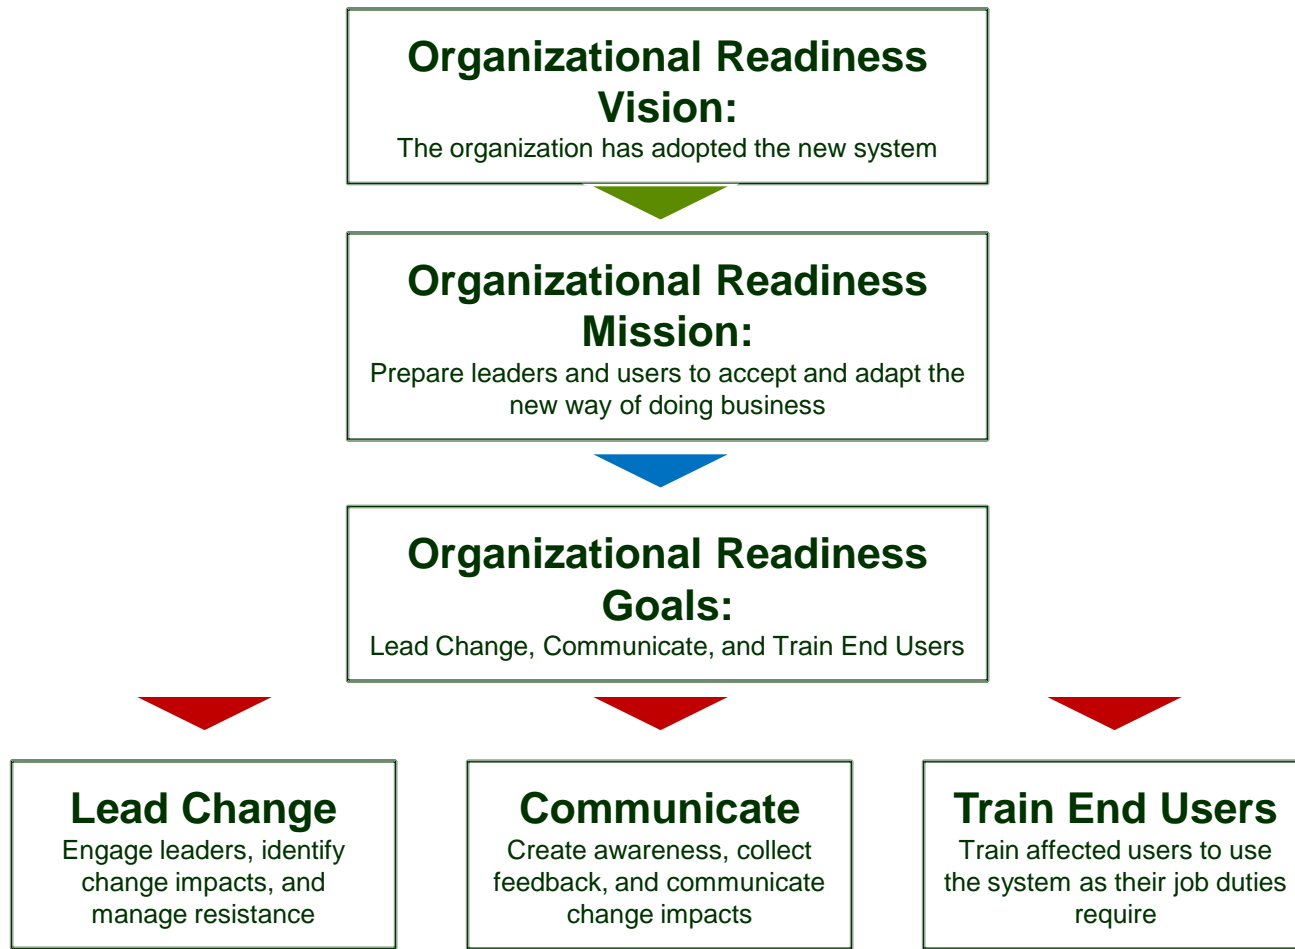 Organizational Readiness
Vision:
The organization has adopted the new system
Organizational Readiness
Mission:
Prepare leaders and users to accept and adapt the
new way of doing business
Organizational Readiness
Goals:
Lead Change, Communicate, and Train End Users
Lead Change
Engage leaders, identify
change impacts, and
manage resistance
Communicate
Create awareness, collect
feedback, and communicate
change impacts
Train End Users
Train affected users to use
the system as their job duties
require